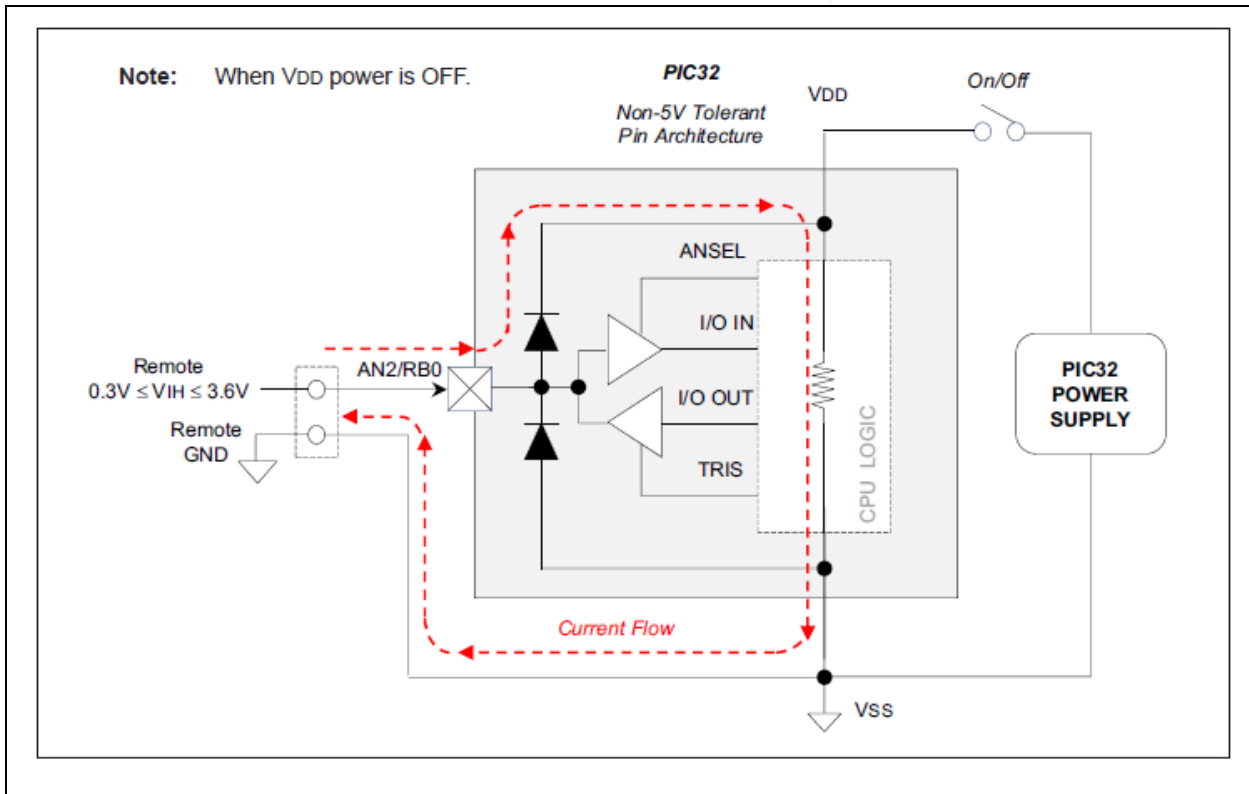 Note: When VDD power is OFF.
PIC32
Non-5V Tolerant
Pin Architecture
VDD
On/Off
ANSEL
I/O IN
AN2/RB0
Remote
0.3V ≤ VIH ≤ 3.6V
I/O OUT
Remote
GND
TRIS
CPU LOGIC
PIC32
POWER
SUPPLY
Current Flow
VSS